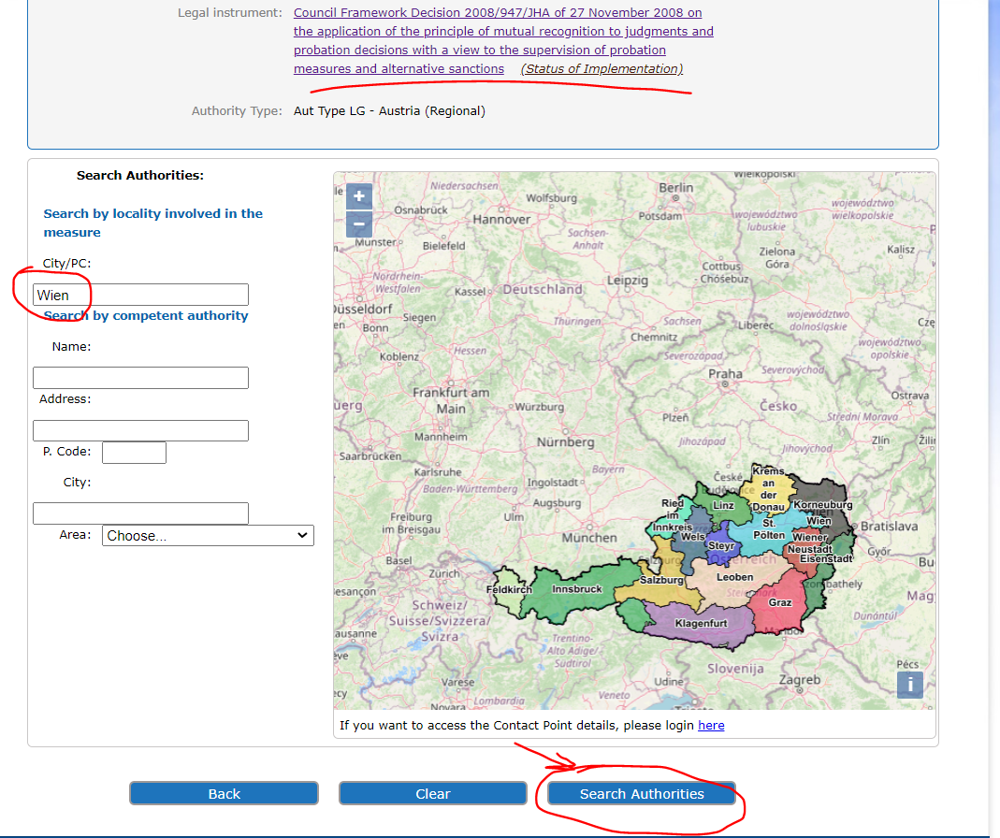 Legal instrument: Council Framework Decision 2008/947/JHA of 27 November 2008 on
the application of the principle of mutual recognition to judgments and
probation decisions with a view to the supervision of probation
measures and alternative sanctions (Status of Implementation)
Authority Type: Aut Type LG - Austria (Regional)
Search Authorities:
Search by locality involved in the
measure
City/PC:
Wien
Search by competent authority
Name:
Address:
P. Code:
City:
Area: Choose...
+
−
Niedersachsen
Wolfsburg
Berlin
Osnabrück
Hannover
Potsdam
województwo
wielkopolskie
województwo
lubuskie
Münster
Bielefeld
Sachsen-
Anhalt
Zielona
Góra
Kalisz
Cottbus
Chóśebuz
Nordrhein-
Westfalen
Kassel
Deutschland
Leipzig
Düsseldorf
Siegen
Bonn
Thüringen
Sachsen
Chemnitz
Liberec
województwo
dolnośląskie
województwo
opolskie
Koblenz
Hessen
Severozápad
Severovýchod
Praha
Frankfurt am
Main
Würzburg
Česko
Ostrava
Střední Morava
Plzeň
Mannheim
Nürnberg
Jihozápad
Jihovýchod
Zlín
Saarbrücken
Karlsruhe
Bayern
Baden-Württemberg
Ingolstadt
České
Augsburg
Ulm
Freiburg
im Breisgau
München
Krems
an
der
Donau
Korneuburg
Linz
Ried
im
Innkreis
Wels
Steyr
St.
Pölten
Wien
Wiener
Neustadt
Eisenstadt
Bratislava
Győr
Basel
Zürich
Österreich
Salzburg
Leoben
Feldkirch
Innsbruck
Graz
Klagenfurt
Schweiz/
Suisse/Svizzera/
Svizra
Dunántúl
Trentino-
Alto Adige/
Südtirol
Maribor
Slovenija
Pécs
Varese
Udine
Zagreb
Lombardia
Veneto
Novara
i
If you want to access the Contact Point details, please login here
Back Clear Search Authorities